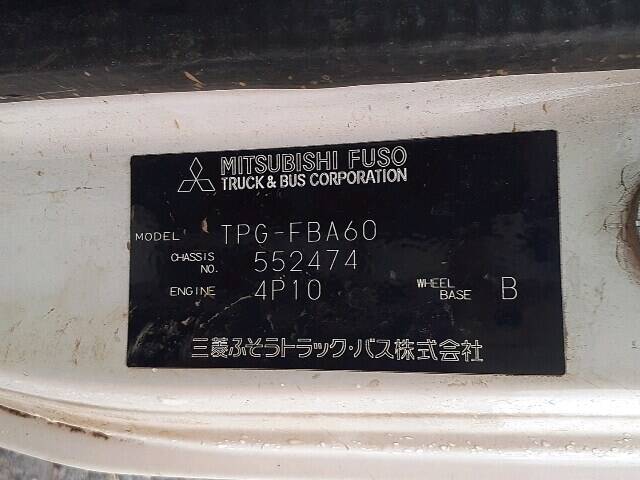 MITSUBISHI FUSO
TRUCK & BUS CORPORATION
MODEL TPG-FBA60
CHASSIS NO. 552474
ENGINE 4P10 WHEEL BASE B
三菱ふそうトラック・バス株式会社